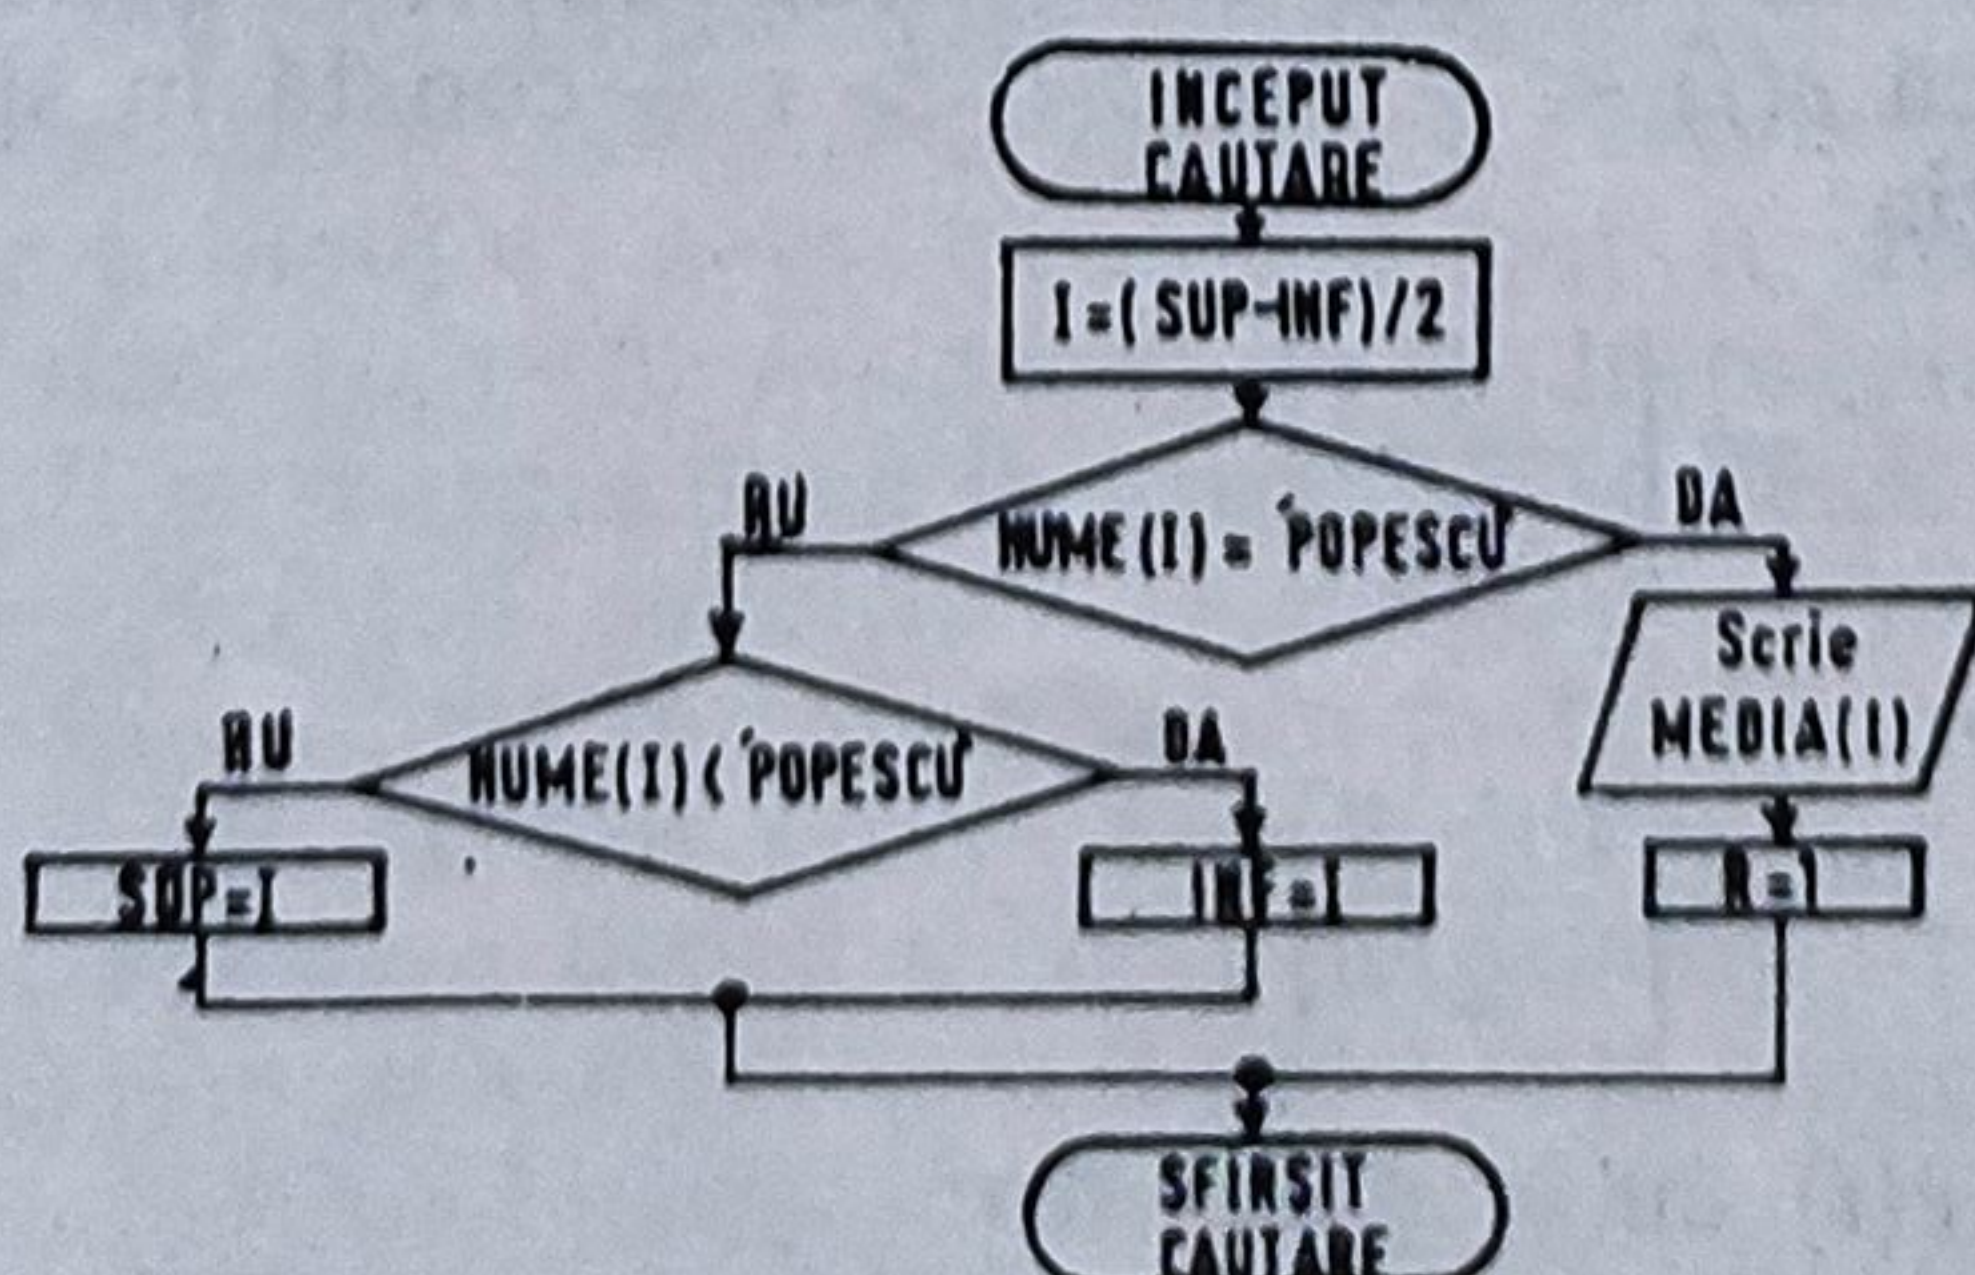 INCEPUT
CAUTARE
I=(SUP-INF)/2
NU
DA
NUME(I)='POPESCU'
Scrie
MEDIA(I)
NU
DA
NUME(I)<'POPESCU'
SUP=I
INF=I
R=1
SFIRSIT
CAUTARE